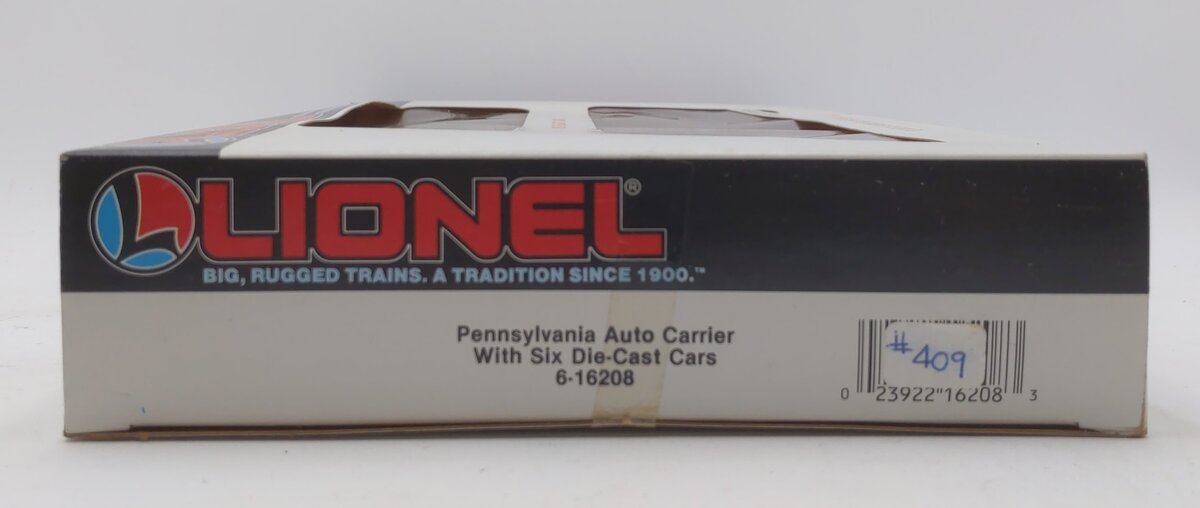 LIONEL®
BIG, RUGGED TRAINS. A TRADITION SINCE 1900.™
Pennsylvania Auto Carrier
With Six Die-Cast Cars
6-16208
#409
0 23922"16208 3